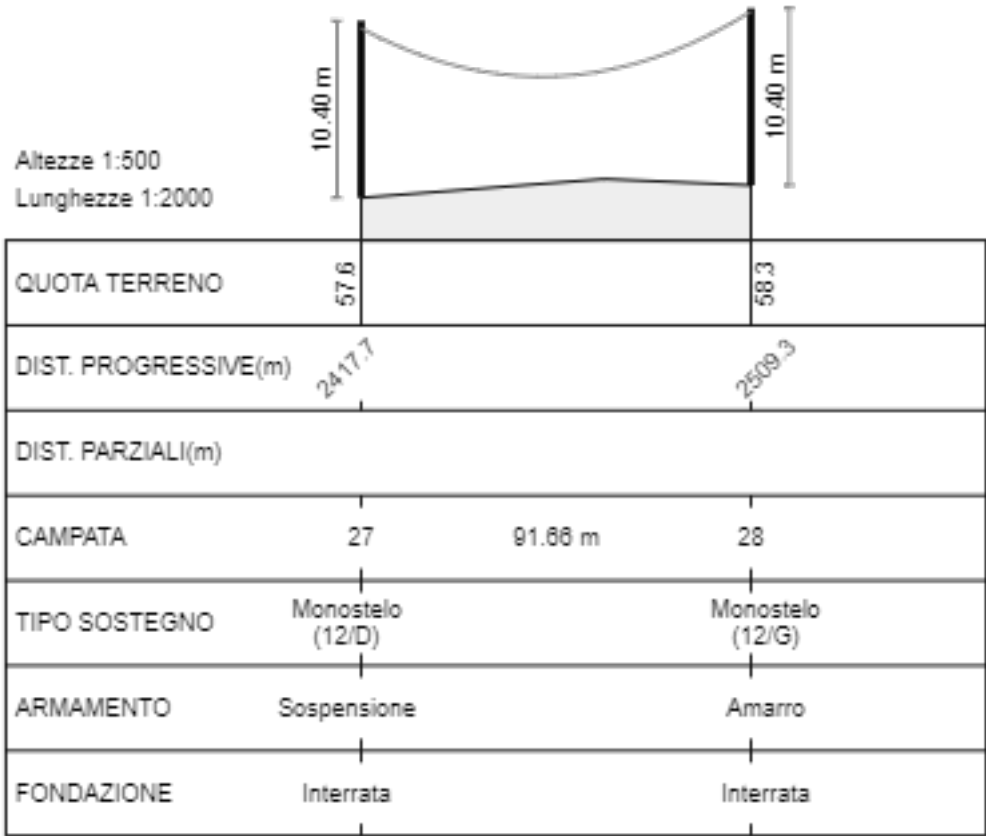 10.40 m
10.40 m
Altezze 1:500
Lunghezze 1:2000
QUOTA TERRENO
57.6
58.3
DIST. PROGRESSIVE(m)
2417.7
2509.3
DIST. PARZIALI(m)
CAMPATA
27
91.66 m
28
TIPO SOSTEGNO
Monostelo
(12/D)
Monostelo
(12/G)
ARMAMENTO
Sospensione
Amarro
FONDAZIONE
Interrata
Interrata